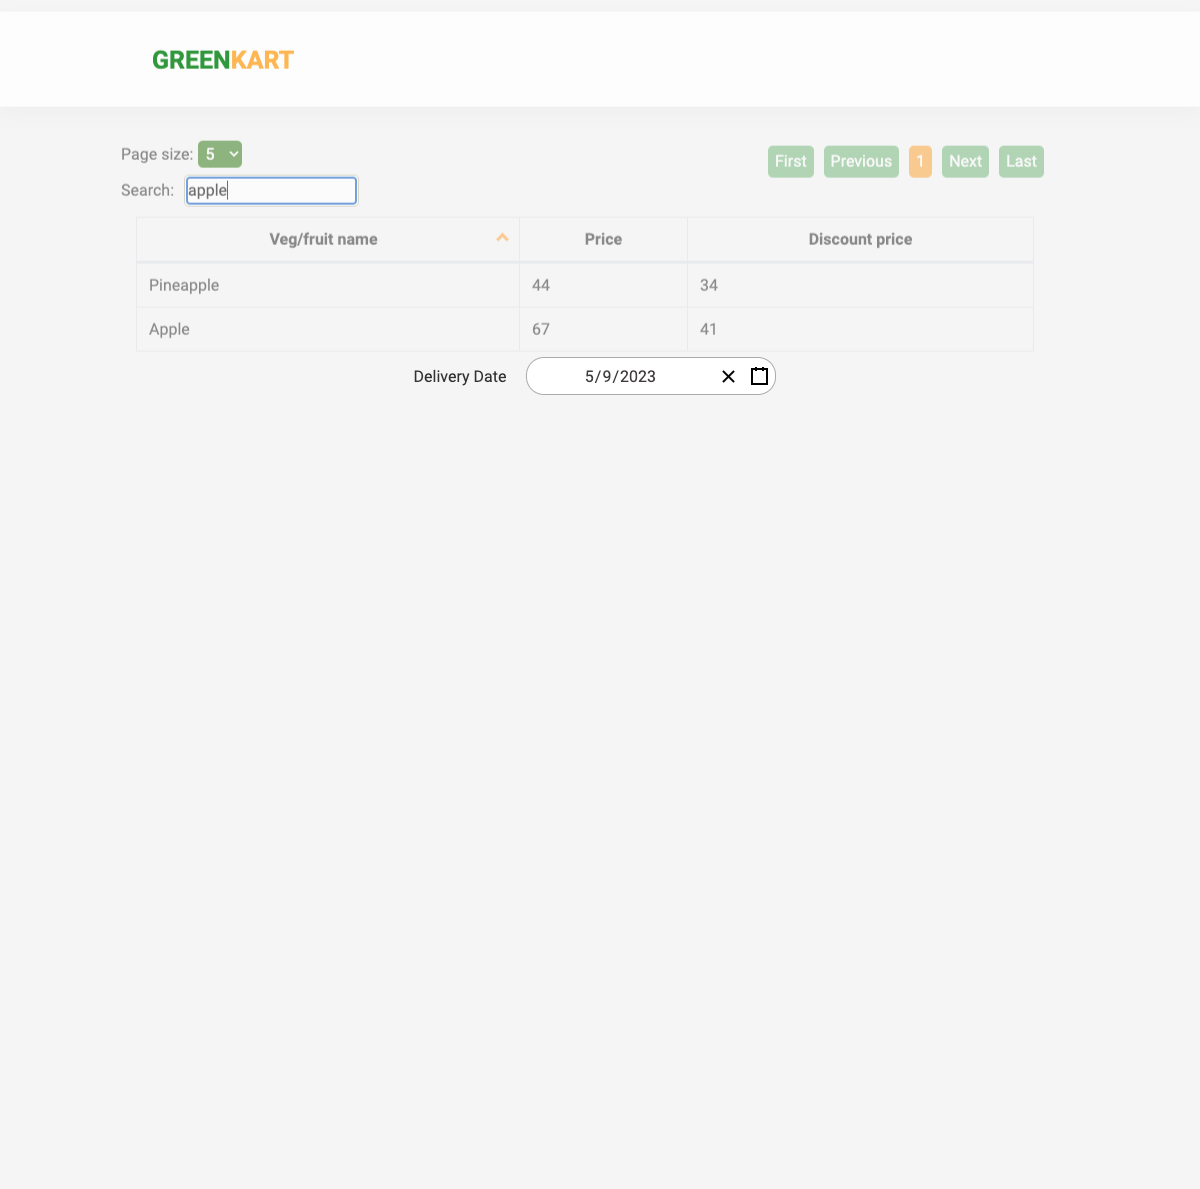 GREENKART
Page size: 5
First Previous 1 Next Last
Search: apple
Veg/fruit name Price Discount price
Pineapple 44 34
Apple 67 41
Delivery Date 5/9/2023